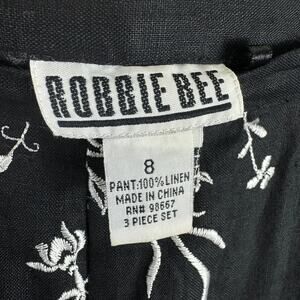 ROBBIE BEE
8
PANT:100% LINEN
MADE IN CHINA
RN# 98667
3 PIECE SET